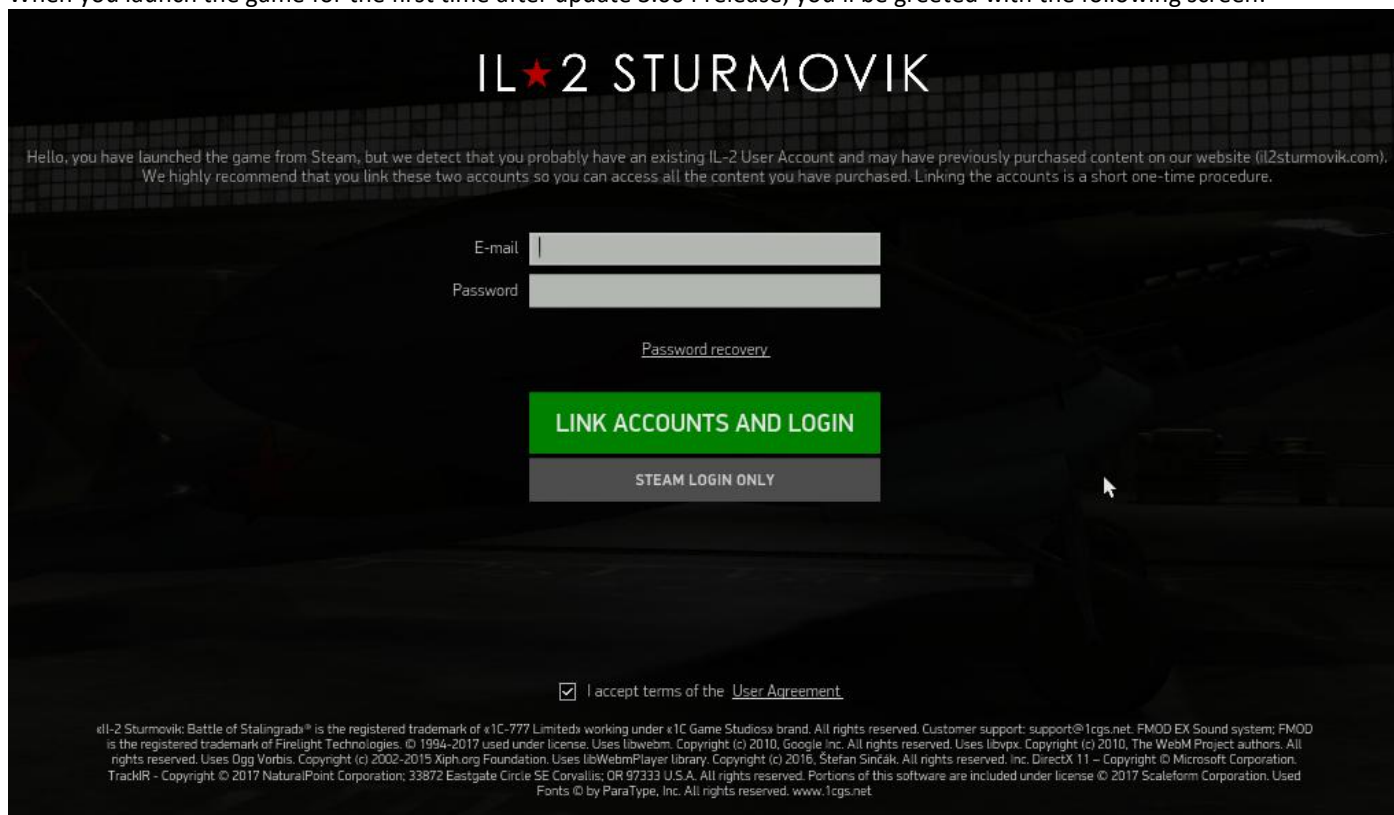 When you launch the game for the first time after update 3.004 release, you'll be greeted with the following screen:
IL★2 STURMOVIK
Hello, you have launched the game from Steam, but we detect that you probably have an existing IL-2 User Account and may have previously purchased content on our website (il2sturmovik.com).
We highly recommend that you link these two accounts so you can access all the content you have purchased. Linking the accounts is a short one-time procedure.
E-mail
Password
Password recovery
LINK ACCOUNTS AND LOGIN
STEAM LOGIN ONLY
I accept terms of the User Agreement
«Il-2 Sturmovik: Battle of Stalingrad»® is the registered trademark of «1C-777 Limited» working under «1C Game Studios» brand. All rights reserved. Customer support: support@1cgs.net. FMOD EX Sound system; FMOD
is the registered trademark of Firelight Technologies. © 1994-2017 used under license. Uses libwebm. Copyright (c) 2010, Google Inc. All rights reserved. Uses libvpx. Copyright (c) 2010, The WebM Project authors. All
rights reserved. Uses Ogg Vorbis. Copyright (c) 2002-2015 Xiph.org Foundation. Uses libWebmPlayer library. Copyright (c) 2016, Štefan Sinčák. All rights reserved. Inc. DirectX 11 – Copyright © Microsoft Corporation.
TrackIR - Copyright © 2017 NaturalPoint Corporation; 33872 Eastgate Circle SE Corvallis; OR 97333 U.S.A. All rights reserved. Portions of this software are included under license © 2017 Scaleform Corporation. Used
Fonts © by ParaType, Inc. All rights reserved. www.1cgs.net